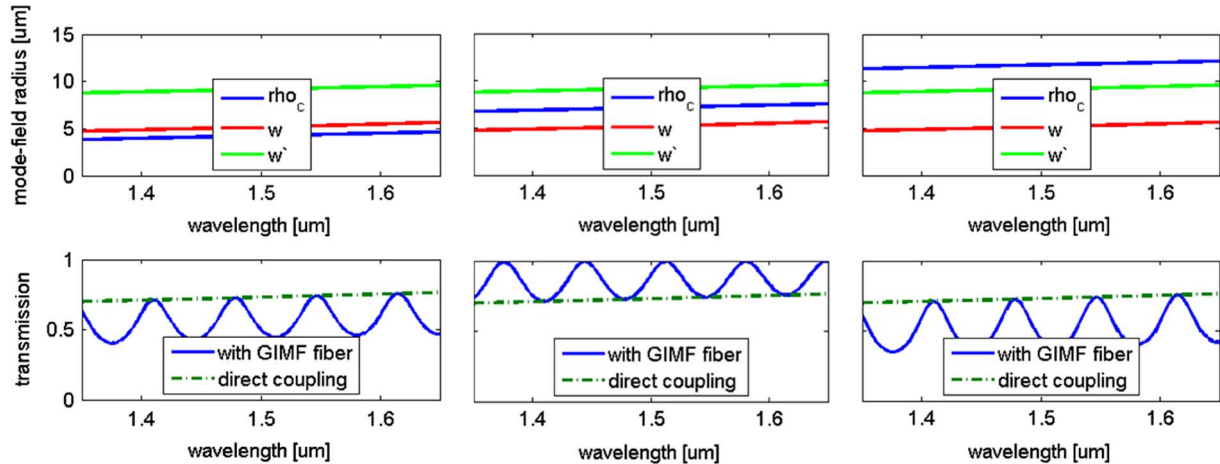 mode-field radius [um]
15
10
5
0
rho_c
w
w`
1.4
1.5
1.6
wavelength [um]
rho_c
w
w`
1.4
1.5
1.6
wavelength [um]
rho_c
w
w`
1.4
1.5
1.6
wavelength [um]
transmission
1
0.5
0
with GIMF fiber
direct coupling
1.4
1.5
1.6
wavelength [um]
with GIMF fiber
direct coupling
1.4
1.5
1.6
wavelength [um]
with GIMF fiber
direct coupling
1.4
1.5
1.6
wavelength [um]